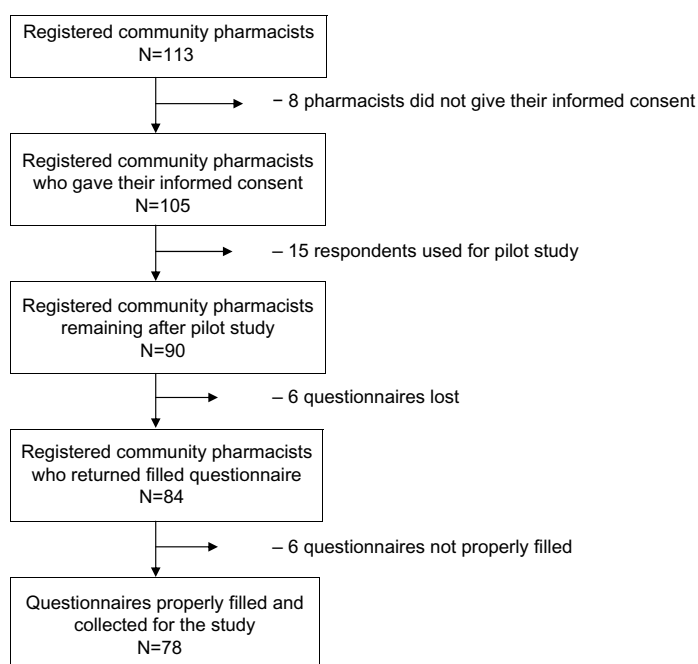 Registered community pharmacists
N=113
− 8 pharmacists did not give their informed consent
Registered community pharmacists
who gave their informed consent
N=105
– 15 respondents used for pilot study
Registered community pharmacists
remaining after pilot study
N=90
– 6 questionnaires lost
Registered community pharmacists
who returned filled questionnaire
N=84
– 6 questionnaires not properly filled
Questionnaires properly filled and
collected for the study
N=78